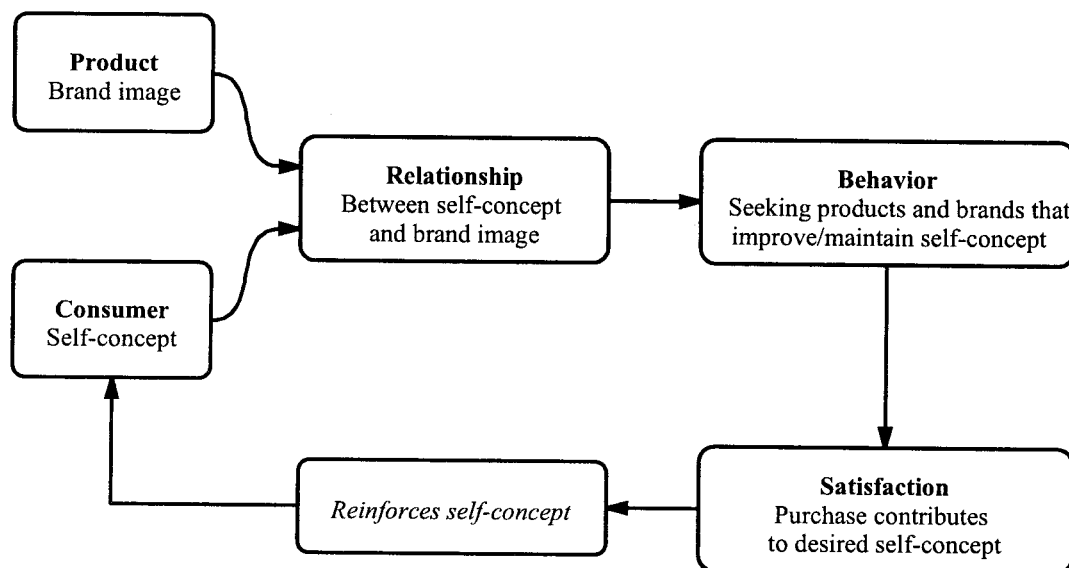 Product
Brand image
Relationship
Between self-concept
and brand image
Behavior
Seeking products and brands that
improve/maintain self-concept
Consumer
Self-concept
Satisfaction
Purchase contributes
to desired self-concept
Reinforces self-concept